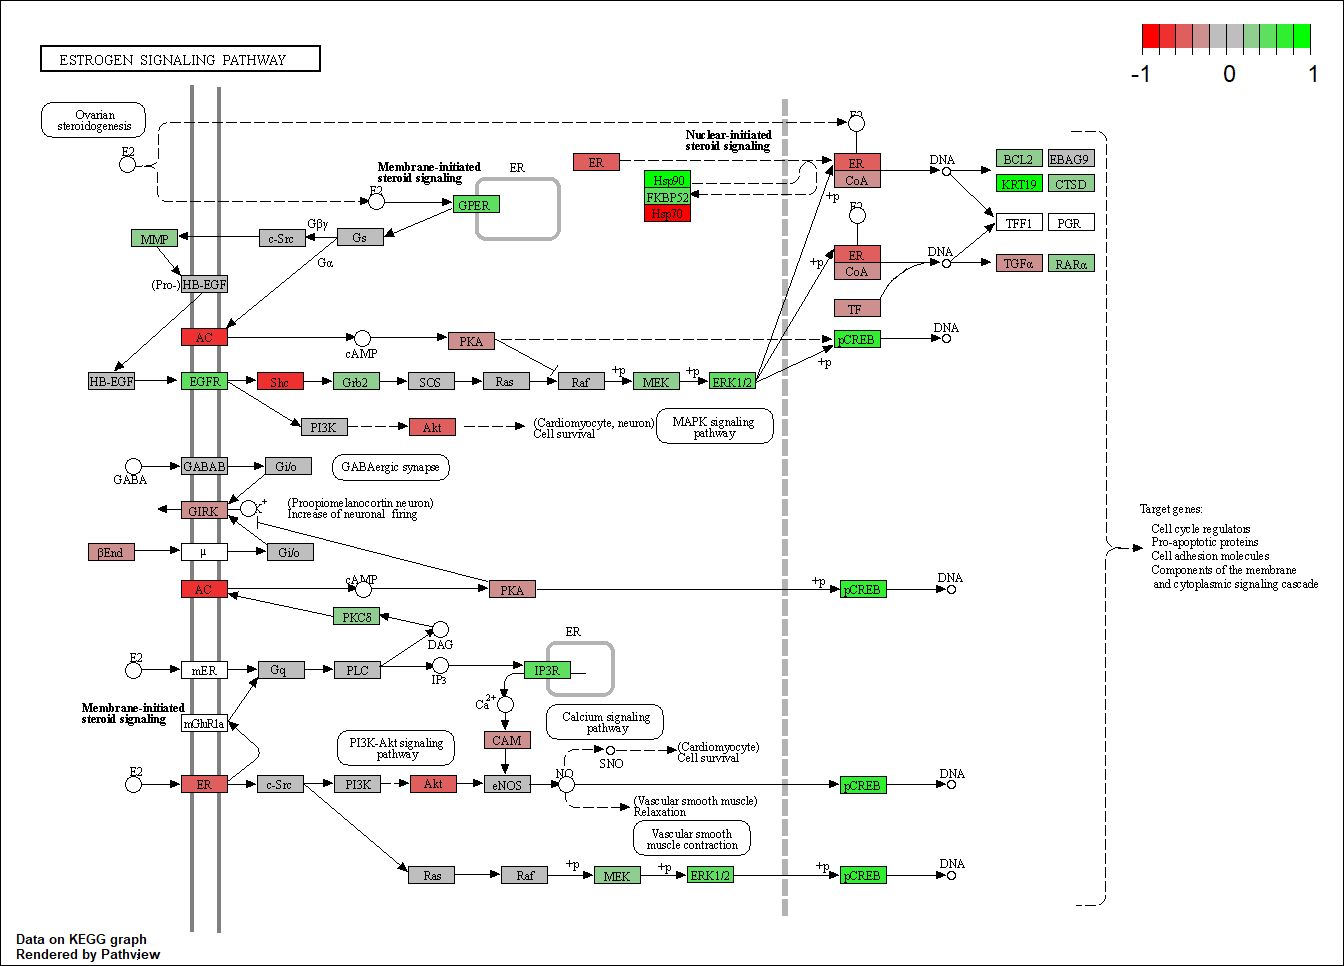 ESTROGEN SIGNALING PATHWAY
-1 0 1
Ovarian
steroidogenesis
E2
E2
Nuclear-initiated
steroid signaling
Membrane-initiated
steroid signaling
ER
ER
E2
GPER
Hsp90
FKBP52
Hsp70
+p
ER
CoA
DNA
BCL2 EBAG9
KRT19 CTSD
TFF1 PGR
E2
MMP
c-Src
Gβγ
Gs
Gα
(Pro-) HB-EGF
+p
ER
CoA
DNA
TGFα RARα
TF
AC
cAMP
PKA
pCREB
DNA
+p
HB-EGF
EGFR
Shc
Grb2
SOS
Ras
Raf
+p
MEK
+p
ERK1/2
PI3K
Akt
(Cardiomyocyte, neuron)
Cell survival
MAPK signaling
pathway
GABA
GABAB
Gi/o
GABAergic synapse
GIRK
K+
(Propiomelanocortin neuron)
Increase of neuronal firing
βEnd
μ
Gi/o
Target genes:
Cell cycle regulators
Pro-apoptotic proteins
Cell adhesion molecules
Components of the membrane
and cytoplasmic signaling cascade
AC
cAMP
PKA
+p
pCREB
DNA
PKCδ
DAG
ER
E2
mER
Gq
PLC
IP3
IP3R
Ca2+
Membrane-initiated
steroid signaling
mGluR1a
Calcium signaling
pathway
CAM
PI3K-Akt signaling
pathway
(Cardiomyocyte)
Cell survival
SNO
E2
ER
c-Src
PI3K
Akt
eNOS
NO
pCREB
DNA
(Vascular smooth muscle)
Relaxation
Vascular smooth
muscle contraction
Ras
Raf
+p
MEK
+p
ERK1/2
+p
pCREB
DNA
Data on KEGG graph
Rendered by Pathview